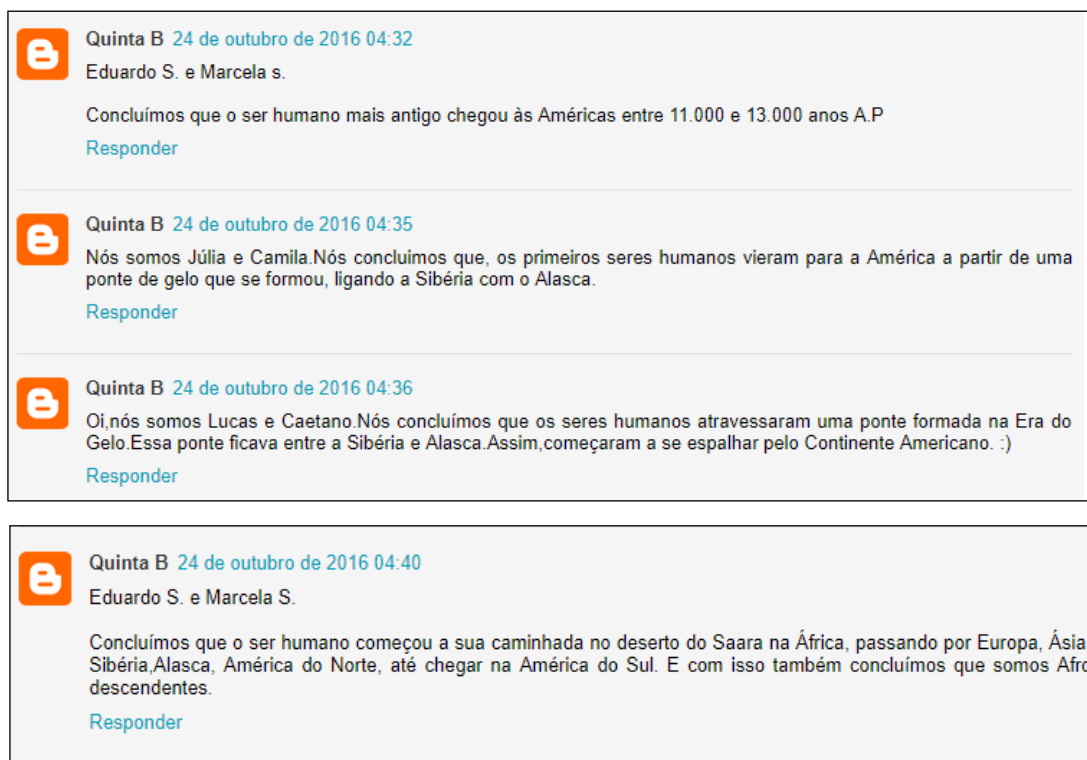 Quinta B 24 de outubro de 2016 04:32
Eduardo S. e Marcela s.
Concluímos que o ser humano mais antigo chegou às Américas entre 11.000 e 13.000 anos A.P
Responder
Quinta B 24 de outubro de 2016 04:35
Nós somos Júlia e Camila.Nós concluimos que, os primeiros seres humanos vieram para a América a partir de uma
ponte de gelo que se formou, ligando a Sibéria com o Alasca.
Responder
Quinta B 24 de outubro de 2016 04:36
Oi,nós somos Lucas e Caetano.Nós concluímos que os seres humanos atravessaram uma ponte formada na Era do
Gelo.Essa ponte ficava entre a Sibéria e Alasca.Assim,começaram a se espalhar pelo Continente Americano. :)
Responder
Quinta B 24 de outubro de 2016 04:40
Eduardo S. e Marcela S.
Concluímos que o ser humano começou a sua caminhada no deserto do Saara na África, passando por Europa, Ásia
Sibéria,Alasca, América do Norte, até chegar na América do Sul. E com isso também concluímos que somos Afro
descendentes.
Responder